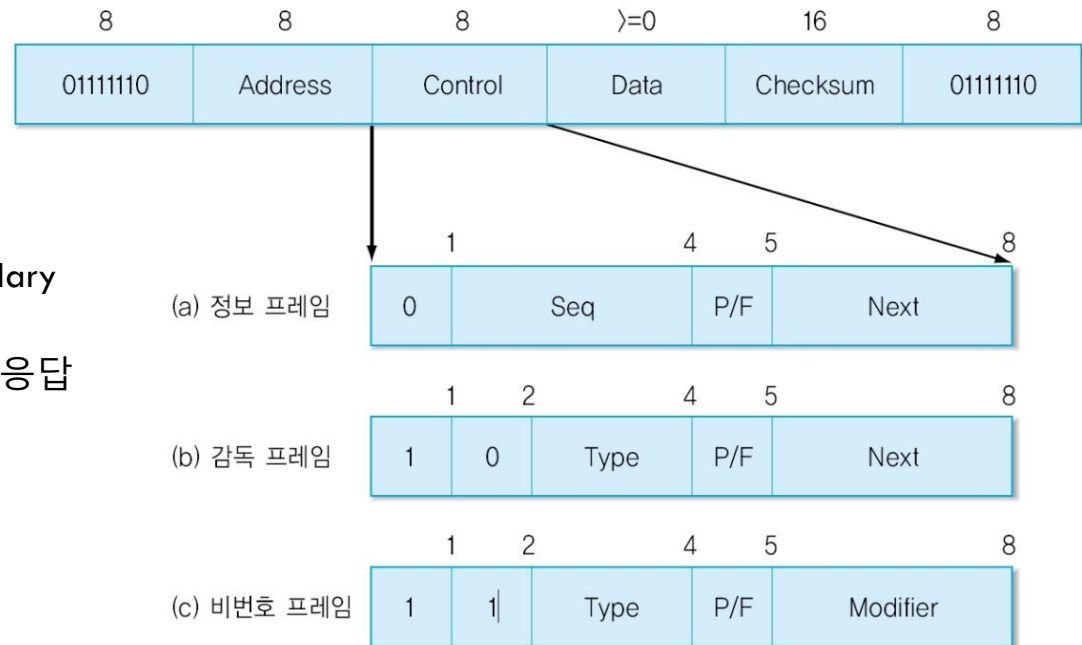 8 8 8 >=0 16 8
01111110 Address Control Data Checksum 01111110
1 4 5 8
(a) 정보 프레임 0 Seq P/F Next
응답
1 2 4 5 8
(b) 감독 프레임 1 0 Type P/F Next
1 2 4 5 8
(c) 비번호 프레임 1 1 Type P/F Modifier